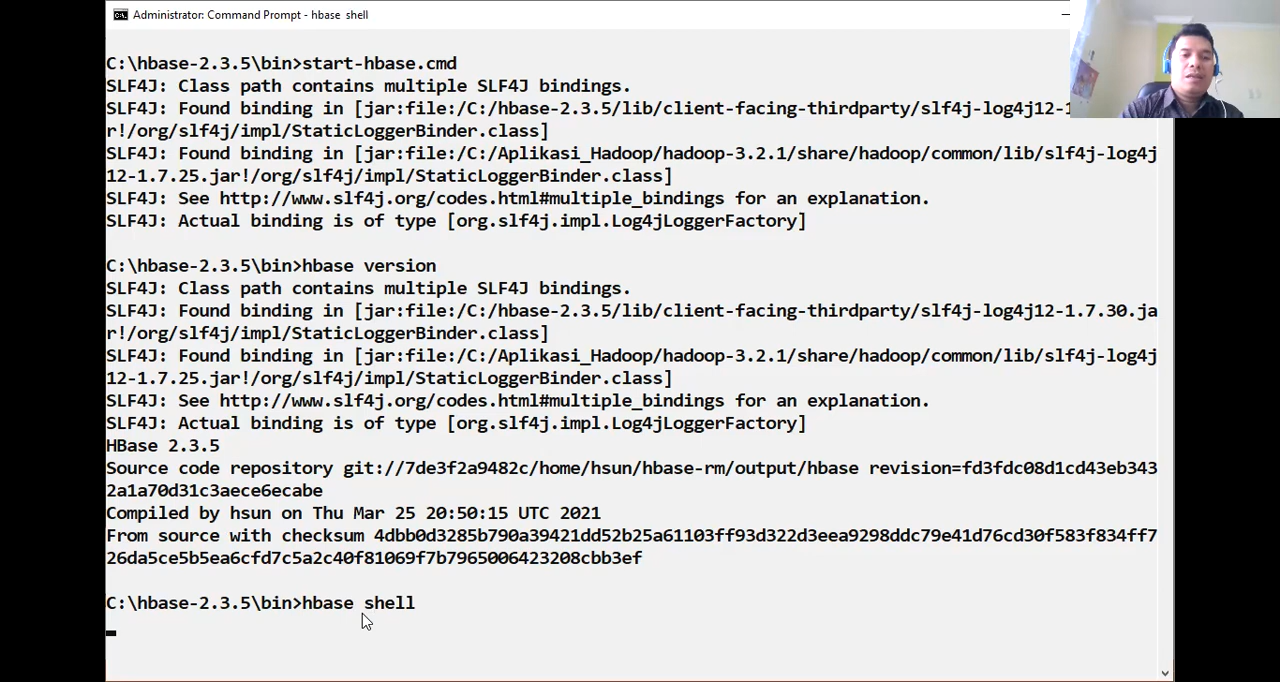 Administrator: Command Prompt - hbase shell
C:\hbase-2.3.5\bin>start-hbase.cmd
SLF4J: Class path contains multiple SLF4J bindings.
SLF4J: Found binding in [jar:file:/C:/hbase-2.3.5/lib/client-facing-thirdparty/slf4j-log4j12-1
r!/org/slf4j/impl/StaticLoggerBinder.class]
SLF4J: Found binding in [jar:file:/C:/Aplikasi_Hadoop/hadoop-3.2.1/share/hadoop/common/lib/slf4j-log4j
12-1.7.25.jar!/org/slf4j/impl/StaticLoggerBinder.class]
SLF4J: See http://www.slf4j.org/codes.html#multiple_bindings for an explanation.
SLF4J: Actual binding is of type [org.slf4j.impl.Log4jLoggerFactory]
C:\hbase-2.3.5\bin>hbase version
SLF4J: Class path contains multiple SLF4J bindings.
SLF4J: Found binding in [jar:file:/C:/hbase-2.3.5/lib/client-facing-thirdparty/slf4j-log4j12-1.7.30.ja
r!/org/slf4j/impl/StaticLoggerBinder.class]
SLF4J: Found binding in [jar:file:/C:/Aplikasi_Hadoop/hadoop-3.2.1/share/hadoop/common/lib/slf4j-log4j
12-1.7.25.jar!/org/slf4j/impl/StaticLoggerBinder.class]
SLF4J: See http://www.slf4j.org/codes.html#multiple_bindings for an explanation.
SLF4J: Actual binding is of type [org.slf4j.impl.Log4jLoggerFactory]
HBase 2.3.5
Source code repository git://7de3f2a9482c/home/hsun/hbase-rm/output/hbase revision=fd3fdc08d1cd43eb343
2a1a70d31c3aece6ecabe
Compiled by hsun on Thu Mar 25 20:50:15 UTC 2021
From source with checksum 4dbb0d3285b790a39421dd52b25a61103ff93d322d3eea9298ddc79e41d76cd30f583f834ff7
26da5ce5b5ea6cfd7c5a2c40f81069f7b7965006423208cbb3ef
C:\hbase-2.3.5\bin>hbase shell